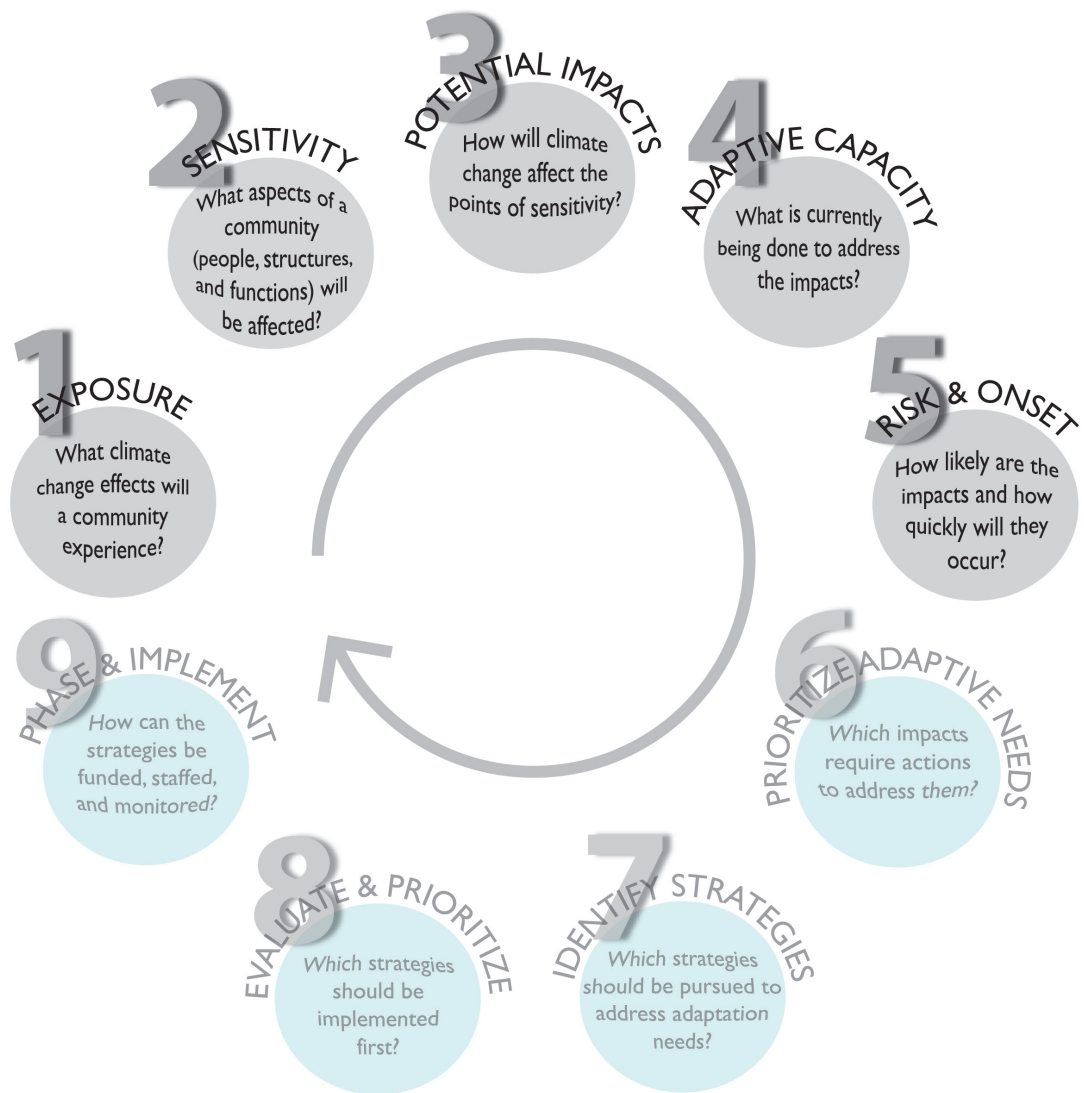 1
EXPOSURE
What climate
change effects will
a community
experience?
2
SENSITIVITY
What aspects of a
community
(people, structures,
and functions) will
be affected?
3
POTENTIAL IMPACTS
How will climate
change affect the
points of sensitivity?
4
ADAPTIVE CAPACITY
What is currently
being done to address
the impacts?
5
RISK & ONSET
How likely are the
impacts and how
quickly will they
occur?
6
PRIORITIZE ADAPTIVE NEEDS
Which impacts
require actions
to address them?
7
IDENTIFY STRATEGIES
Which strategies
should be pursued to
address adaptation
needs?
8
EVALUATE & PRIORITIZE
Which strategies
should be
implemented
first?
9
PHASE & IMPLEMENT
How can the
strategies be
funded, staffed,
and monitored?